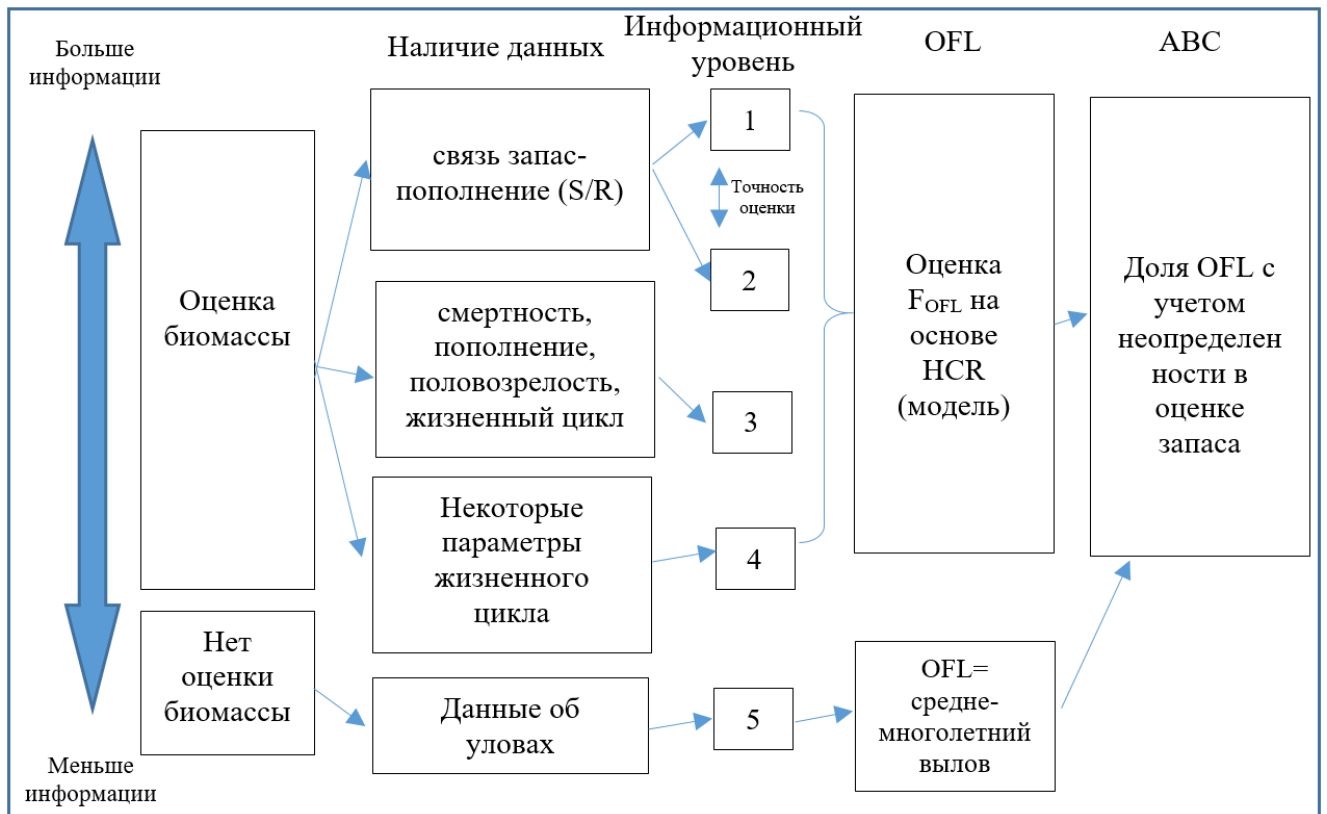 Больше
информации
Наличие данных
Информационный
уровень
OFL
ABC
Оценка
биомассы
связь запас-
пополнение (S/R)
1
Точность
оценки
2
смертность,
пополнение,
половозрелость,
жизненный цикл
3
Некоторые
параметры
жизненного
цикла
4
Оценка
FOFL на
основе
HCR
(модель)
Доля OFL с
учетом
неопределен
ности в
оценке
запаса
Нет
оценки
биомассы
Данные об
уловах
5
OFL=
средне-
многолетний
вылов
Меньше
информации